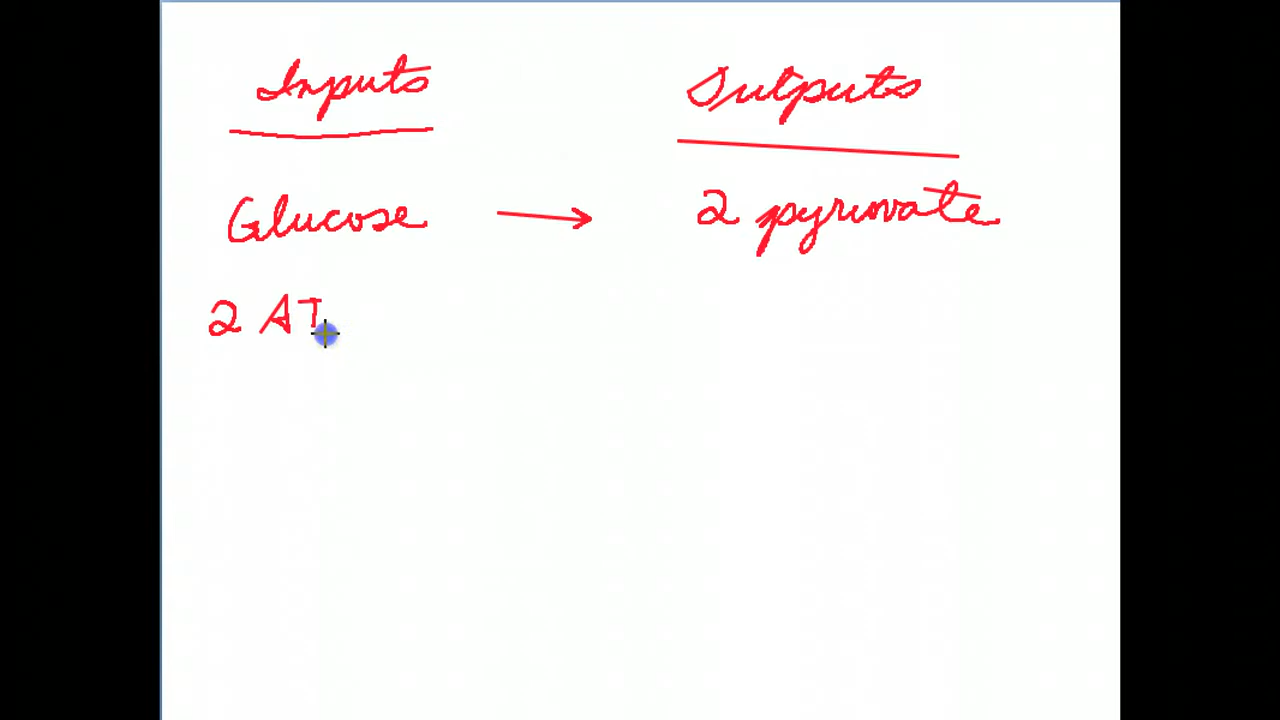 Inputs Outputs
Glucose → 2 pyruvate
2 AT